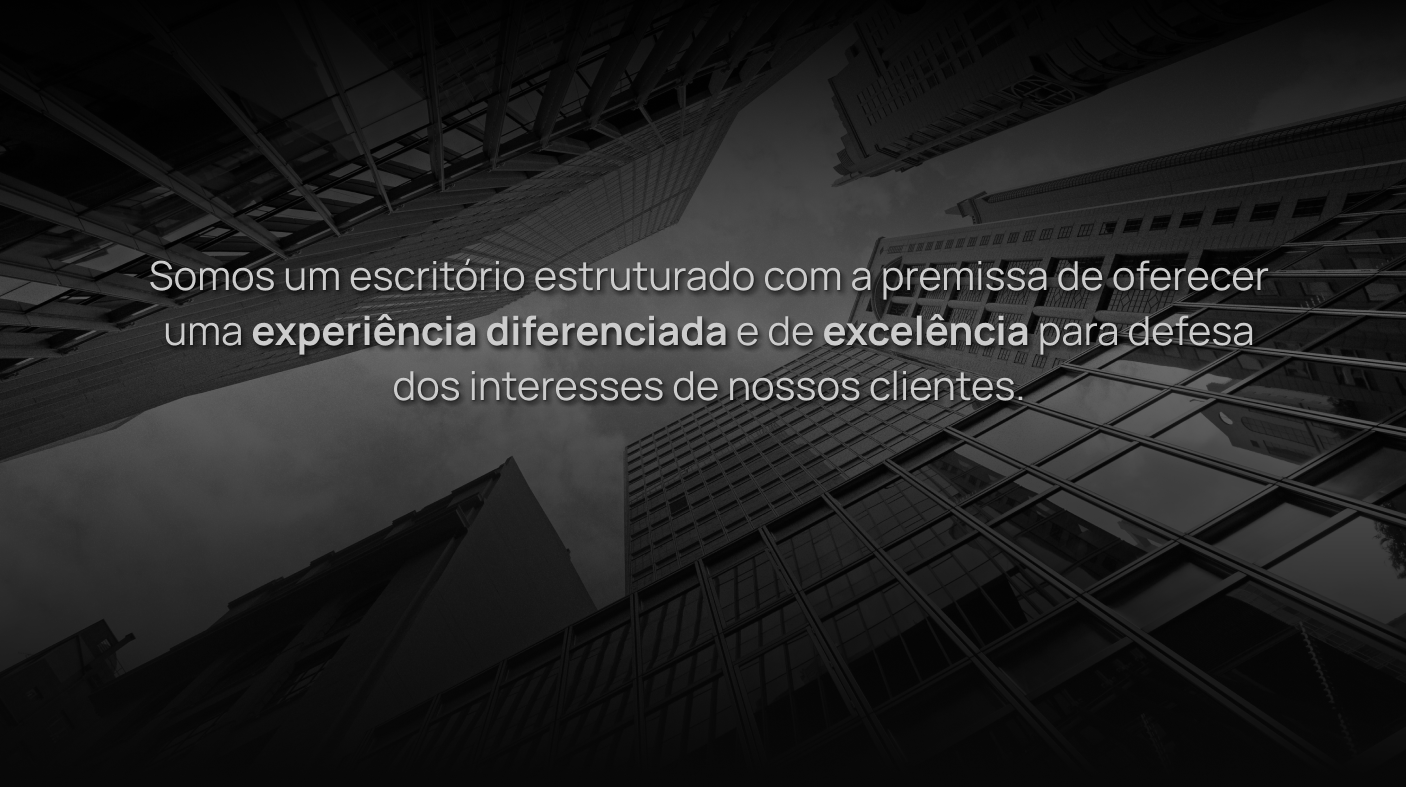 Somos um escritório estruturado com a premissa de oferecer
uma experiência diferenciada e de excelência para defesa
dos interesses de nossos clientes.